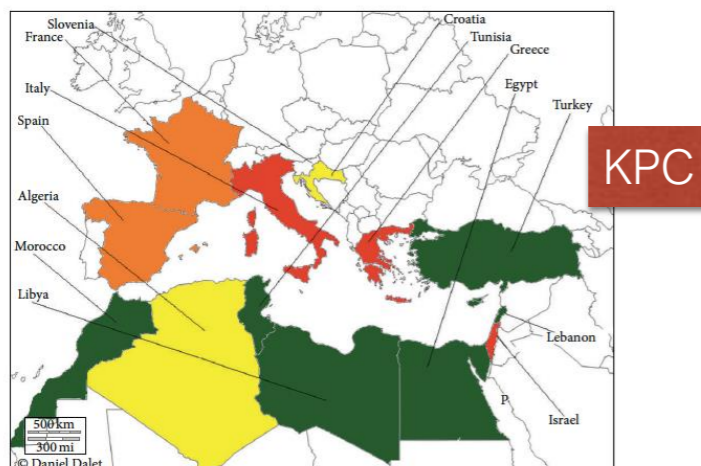 Slovenia
France
Italy
Spain
Algeria
Morocco
Libya
Croatia
Tunisia
Greece
Egypt
Turkey
KPC
Lebanon
Israel
P
500 km
300 mi
© Daniel Dalet